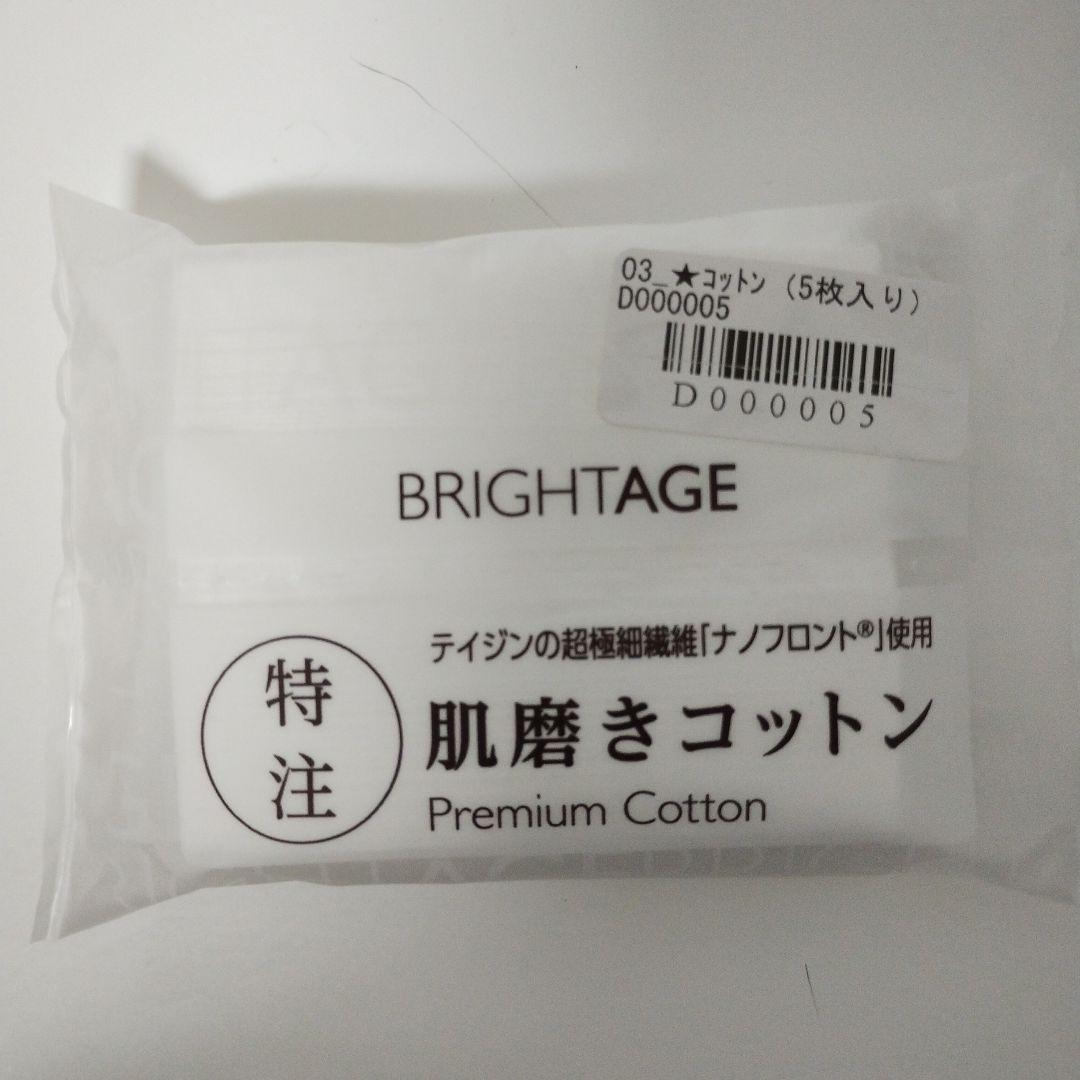 03_★ｺｯﾄﾝ（5枚入り）
D000005
D000005
BRIGHTAGE
テイジンの超極細繊維「ナノフロント®」使用
特
注
肌磨きコットン
Premium Cotton